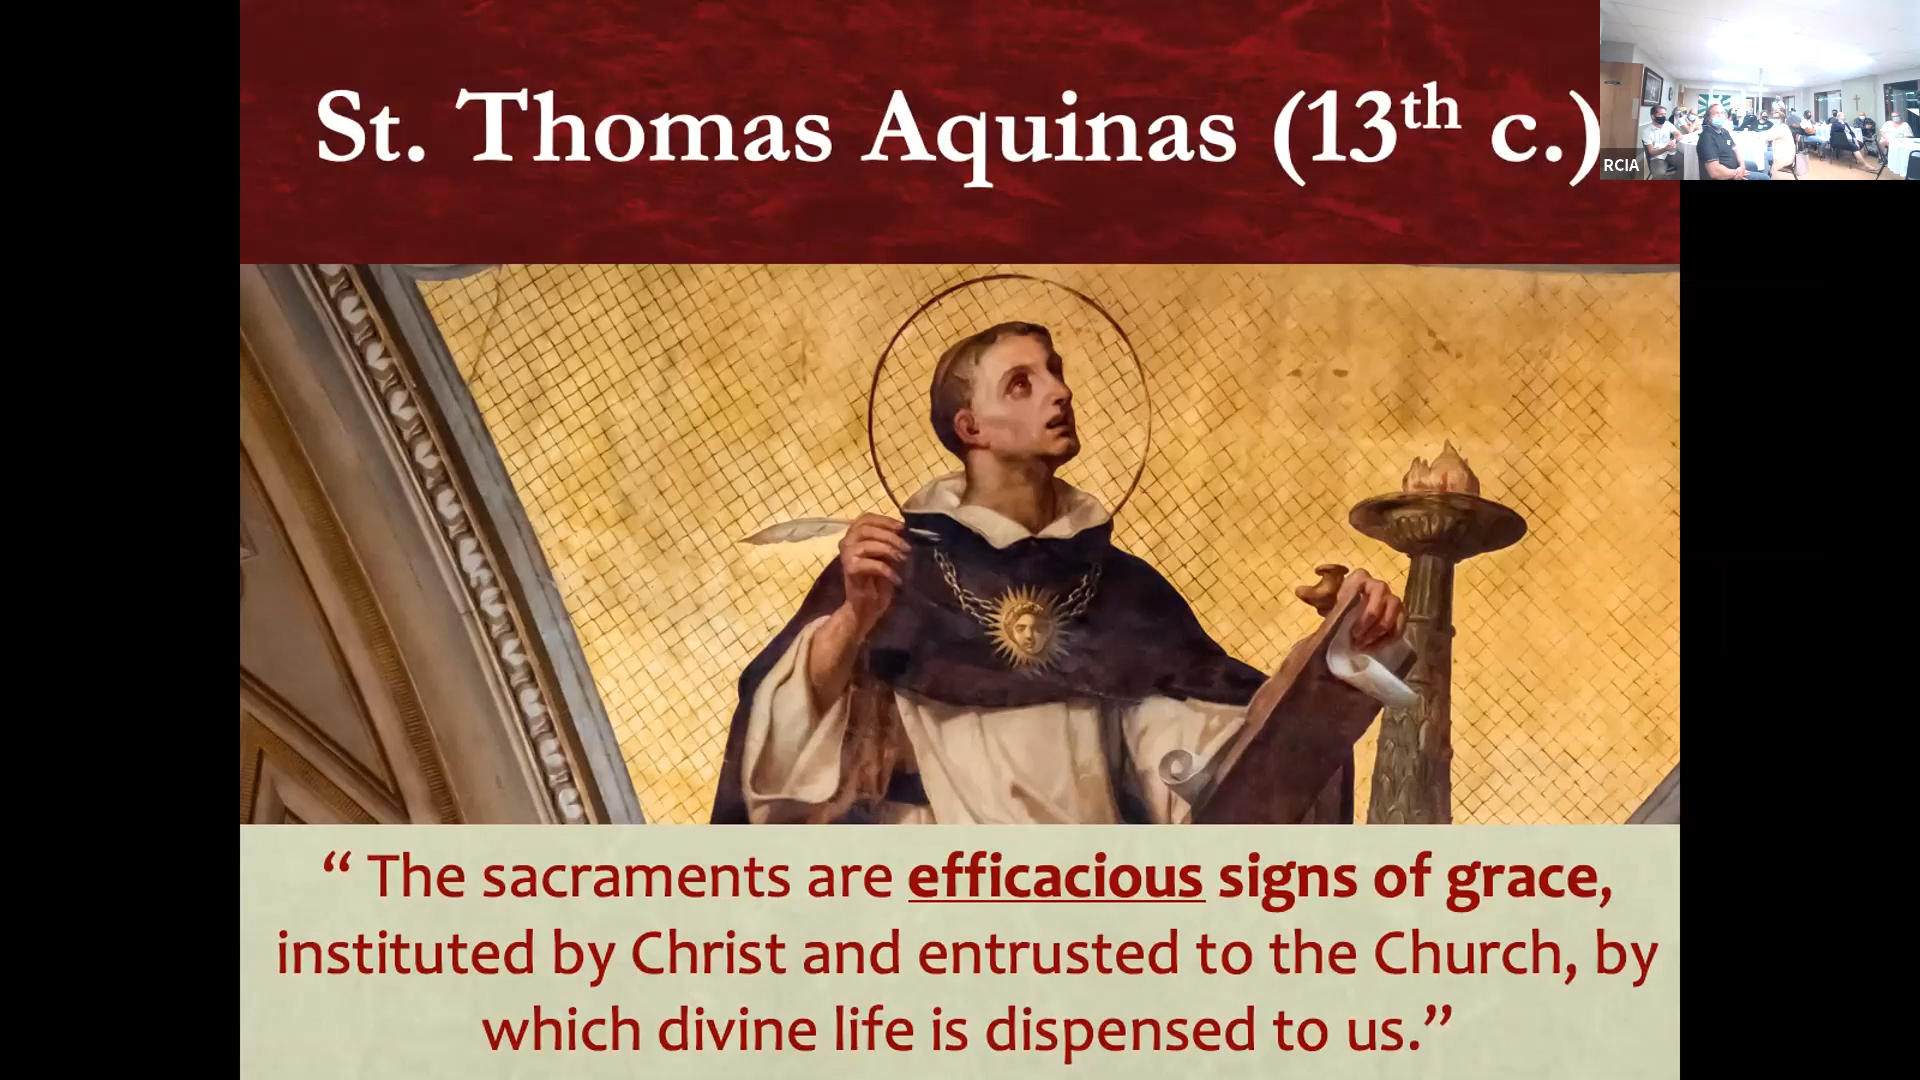 St. Thomas Aquinas (13th c.)
RCIA
“ The sacraments are efficacious signs of grace,
instituted by Christ and entrusted to the Church, by
which divine life is dispensed to us.”